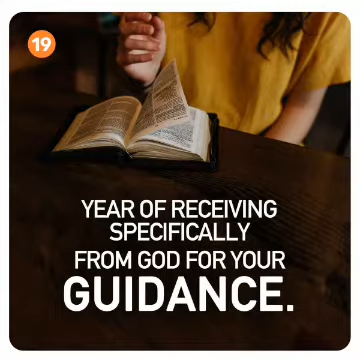 19
YEAR OF RECEIVING
SPECIFICALLY
FROM GOD FOR YOUR
GUIDANCE.